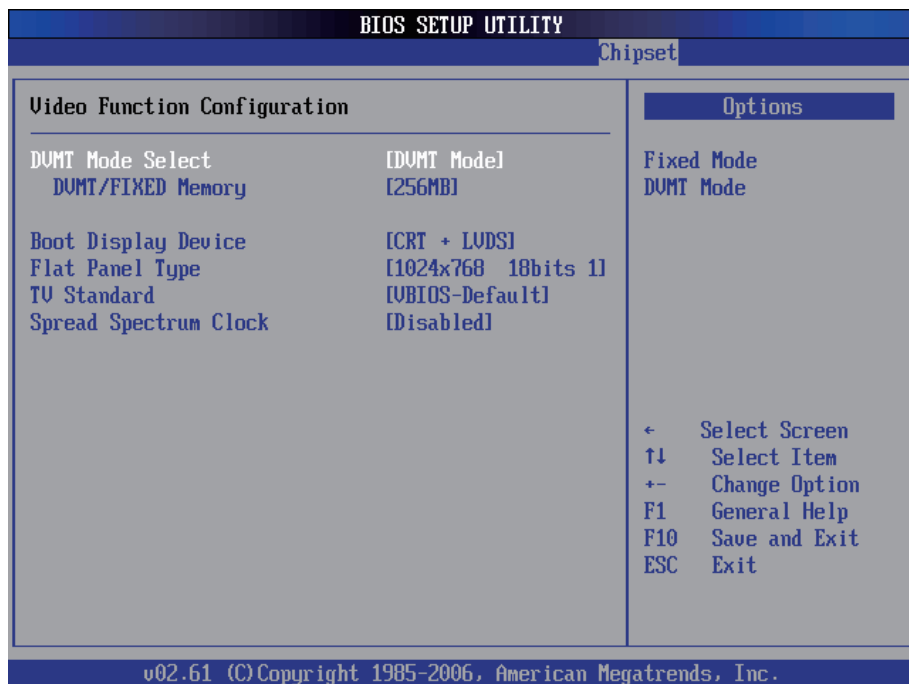 BIOS SETUP UTILITY
Chipset
Video Function Configuration
DVMT Mode Select [DVMT Mode]
DVMT/FIXED Memory [256MB]
Boot Display Device [CRT + LVDS]
Flat Panel Type [1024x768 18bits 1]
TV Standard [VBIOS-Default]
Spread Spectrum Clock [Disabled]
Options
Fixed Mode
DVMT Mode
← Select Screen
↑↓ Select Item
+- Change Option
F1 General Help
F10 Save and Exit
ESC Exit
v02.61 (C)Copyright 1985-2006, American Megatrends, Inc.